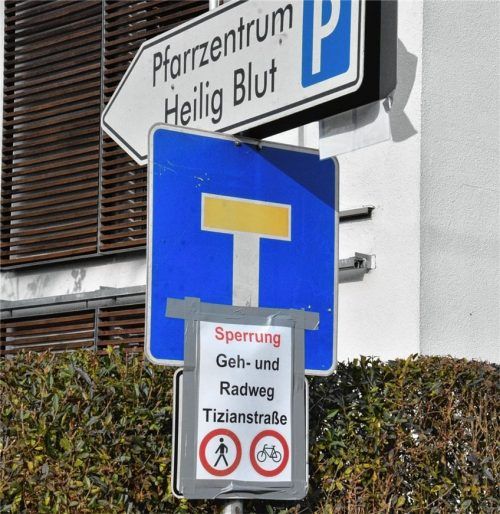 Pfarrzentrum P
Heilig Blut
Sperrung
Geh- und
Radweg
Tizianstraße